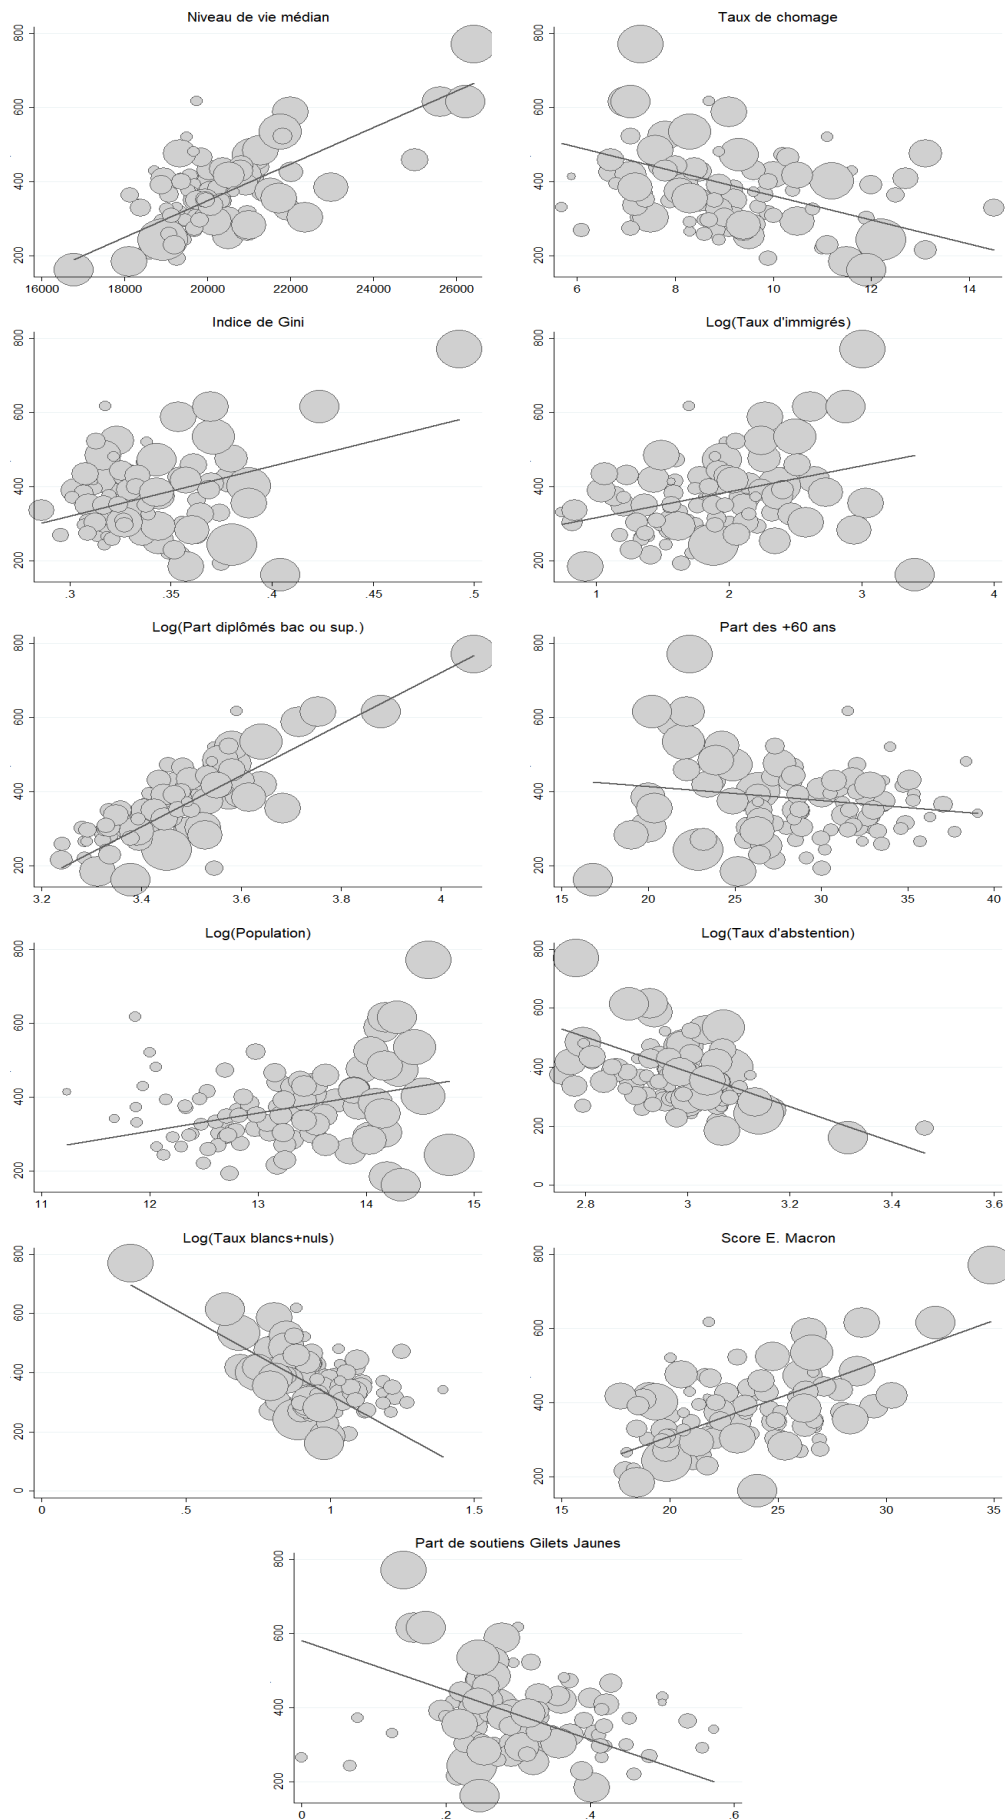 Niveau de vie médian
800
600
400
200
16000 18000 20000 22000 24000 26000
Taux de chomage
800
600
400
200
6 8 10 12 14
Indice de Gini
800
600
400
200
.3 .35 .4 .45 .5
Log(Taux d'immigrés)
800
600
400
200
1 2 3 4
Log(Part diplômés bac ou sup.)
800
600
400
200
3.2 3.4 3.6 3.8 4
Part des +60 ans
800
600
400
200
15 20 25 30 35 40
Log(Population)
800
600
400
200
11 12 13 14 15
Log(Taux d'abstention)
800
600
400
200
0
2.8 3 3.2 3.4 3.6
Log(Taux blancs+nuls)
800
600
400
200
0
0 .5 1 1.5
Score E. Macron
800
600
400
200
15 20 25 30 35
Part de soutiens Gilets Jaunes
800
600
400
200
0 .2 .4 .6